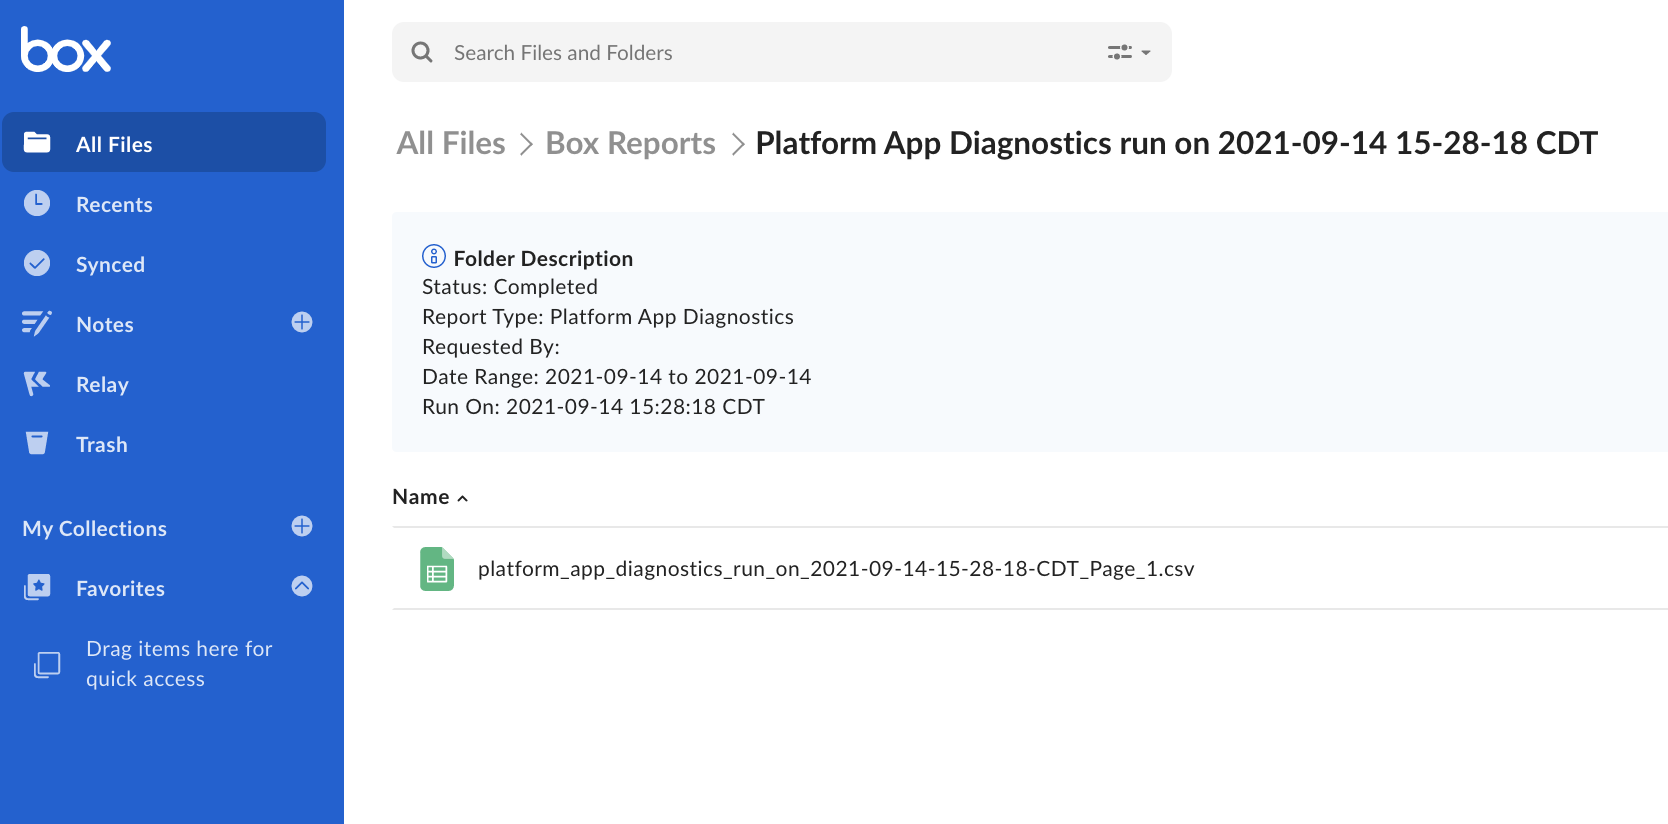 box
All Files
Recents
Synced
Notes
Relay
Trash
My Collections
Favorites
Drag items here for
quick access
Search Files and Folders
All Files > Box Reports > Platform App Diagnostics run on 2021-09-14 15-28-18 CDT
Folder Description
Status: Completed
Report Type: Platform App Diagnostics
Requested By:
Date Range: 2021-09-14 to 2021-09-14
Run On: 2021-09-14 15:28:18 CDT
Name
platform_app_diagnostics_run_on_2021-09-14-15-28-18-CDT_Page_1.csv